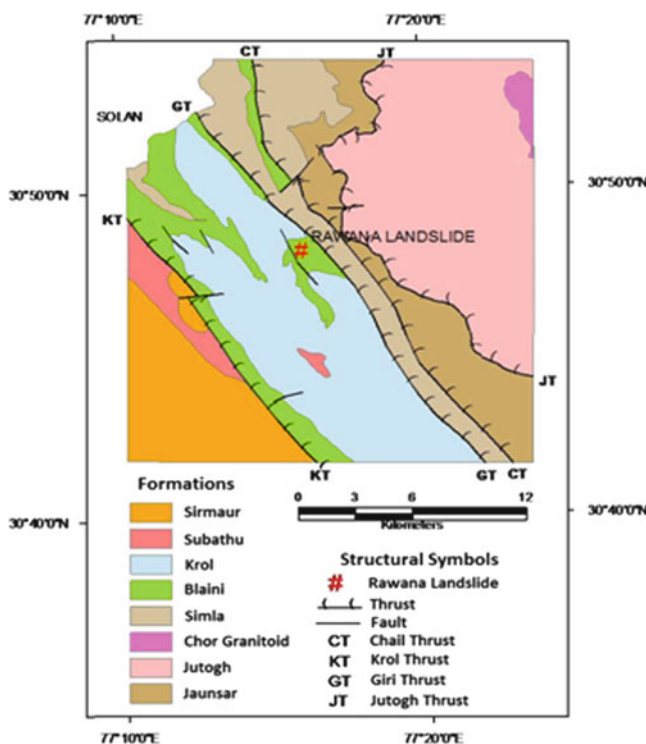 77°10'0"E 77°20'0"E
CT JT
GT
SOLAN
30°50'0"N 30°50'0"N
KT
RAWANA LANDSLIDE
#
JT
KT GT CT
Formations
Sirmaur
Subathu
Krol
Blaini
Simla
Chor Granitoid
Jutogh
Jaunsar
0 3 6 12
Kilometers
Structural Symbols
# Rawana Landslide
Thrust
Fault
CT Chail Thrust
KT Krol Thrust
GT Giri Thrust
JT Jutogh Thrust
30°40'0"N 30°40'0"N
77°10'0"E 77°20'0"E